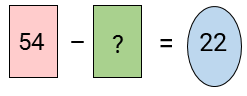 54 − ? = 22